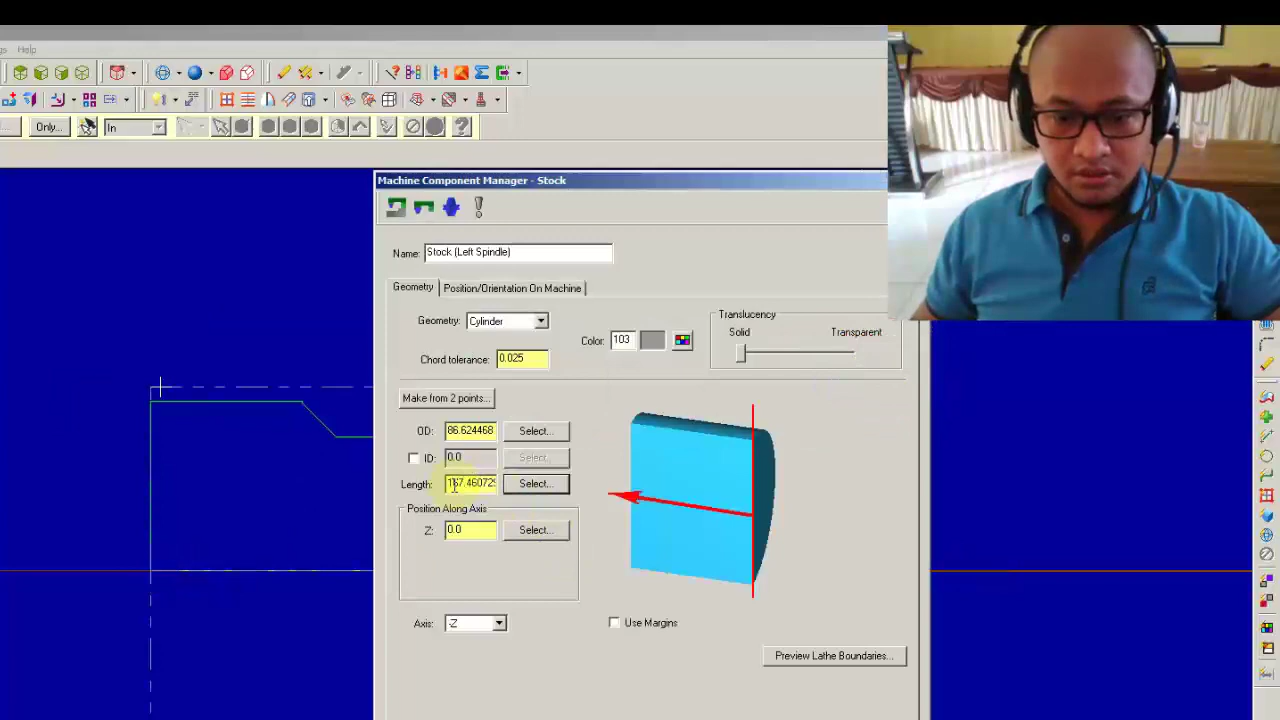 Help
Only...
In
Machine Component Manager - Stock
Name: Stock (Left Spindle)
Geometry
Position/Orientation On Machine
Geometry: Cylinder
Color: 103
Translucency
Solid
Transparent
Chord tolerance: 0.025
Make from 2 points...
OD: 86.624468 Select...
ID: 0.0 Select...
Length: Select...
Position Along Axis
Z: 0.0 Select...
Axis: -Z
Use Margins
Preview Lathe Boundaries...